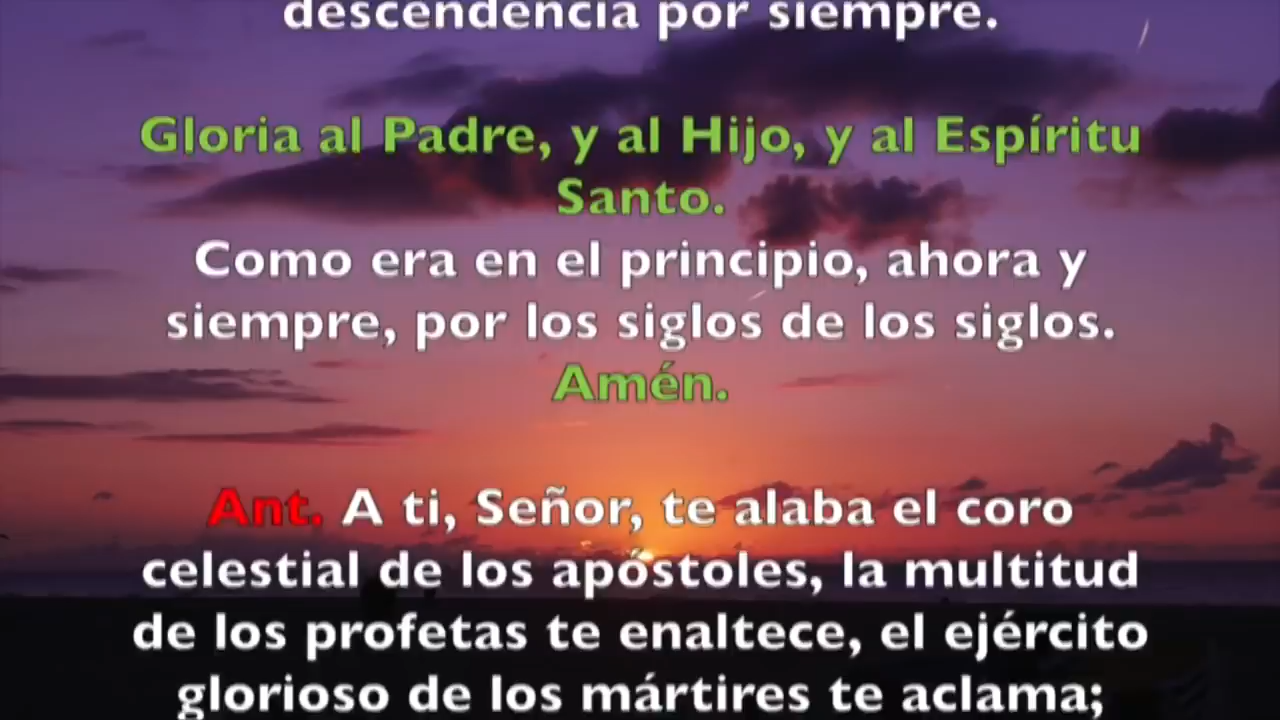 descendencia por siempre.
Gloria al Padre, y al Hijo, y al Espíritu
Santo.
Como era en el principio, ahora y
siempre, por los siglos de los siglos.
Amén.
Ant. A ti, Señor, te alaba el coro
celestial de los apóstoles, la multitud
de los profetas te enaltece, el ejército
glorioso de los mártires te aclama;